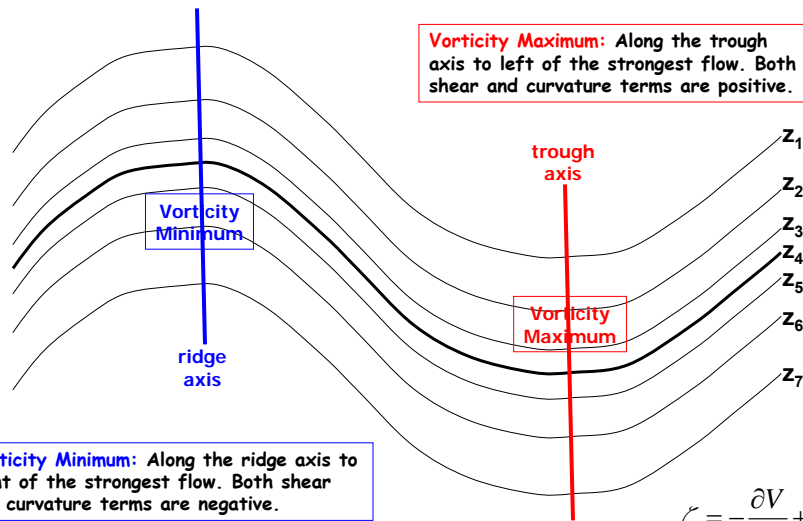 Vorticity Maximum: Along the trough
axis to left of the strongest flow. Both
shear and curvature terms are positive.
trough
axis
Z1
Z2
Z3
Z4
Z5
Z6
Z7
Vorticity
Minimum
Vorticity
Maximum
ridge
axis
ticity Minimum: Along the ridge axis to
nt of the strongest flow. Both shear
curvature terms are negative.
ζ = − ∂V +